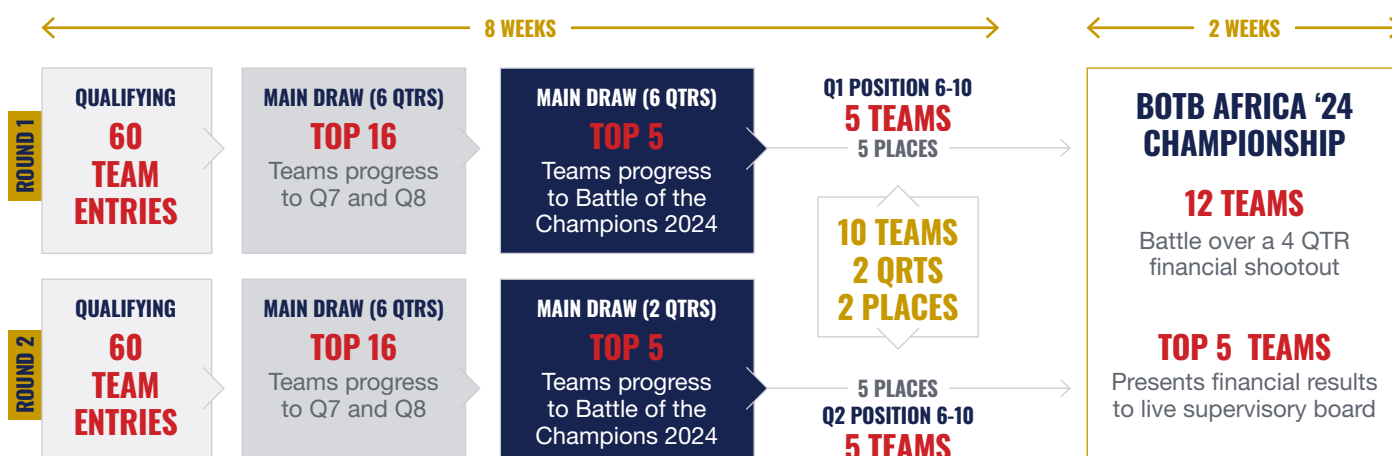 8 WEEKS
2 WEEKS
ROUND 1
QUALIFYING
60
TEAM
ENTRIES
MAIN DRAW (6 QTRS)
TOP 16
Teams progress
to Q7 and Q8
MAIN DRAW (6 QTRS)
TOP 5
Teams progress
to Battle of the
Champions 2024
Q1 POSITION 6-10
5 TEAMS
5 PLACES
10 TEAMS
2 QRTS
2 PLACES
ROUND 2
QUALIFYING
60
TEAM
ENTRIES
MAIN DRAW (6 QTRS)
TOP 16
Teams progress
to Q7 and Q8
MAIN DRAW (2 QTRS)
TOP 5
Teams progress
to Battle of the
Champions 2024
5 PLACES
Q2 POSITION 6-10
5 TEAMS
BOTB AFRICA ‘24
CHAMPIONSHIP
12 TEAMS
Battle over a 4 QTR
financial shootout
TOP 5 TEAMS
Presents financial results
to live supervisory board